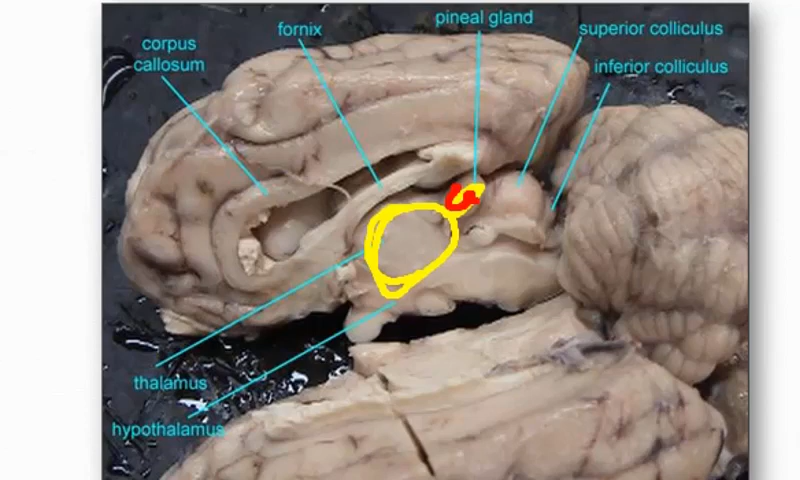 pineal gland
fornix
superior colliculus
corpus
callosum
inferior colliculus
thalamus
hypothalamus